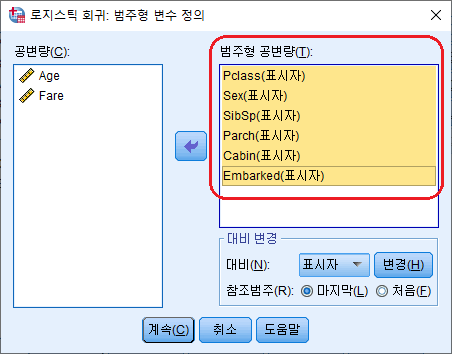 로지스틱 회귀: 범주형 변수 정의
공변량(C):
Age
Fare
범주형 공변량(T):
Pclass(표시자)
Sex(표시자)
SibSp(표시자)
Parch(표시자)
Cabin(표시자)
Embarked(표시자)
대비 변경
대비(N): 표시자 변경(H)
참조범주(R): 마지막(L) 처음(F)
계속(C) 취소 도움말